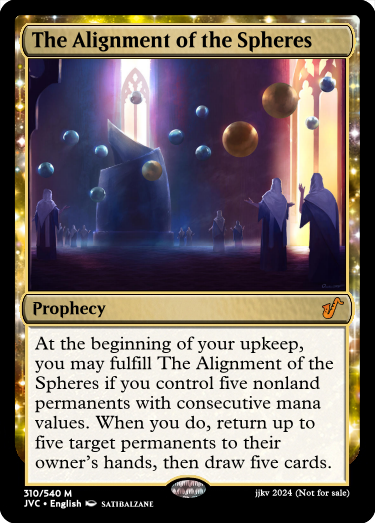 The Alignment of the Spheres
Prophecy
At the beginning of your upkeep,
you may fulfill The Alignment of the
Spheres if you control five nonland
permanents with consecutive mana
values. When you do, return up to
five target permanents to their
owner's hands, then draw five cards.
310/540 M
JVC • English SATIBALZANE
jjkv 2024 (Not for sale)